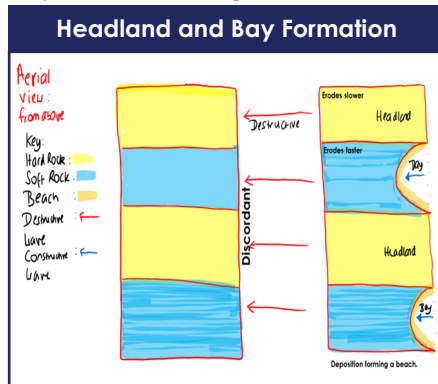 Headland and Bay Formation
Aerial
view:
from above
Key:
Hard Rock:
Soft Rock:
Beach :
Destructive :
Wave
Constructive :
Wave
Destructive
Discordant
Erodes slower
Headland
Erodes faster
Bay
Headland
Bay
Deposition forming a beach.